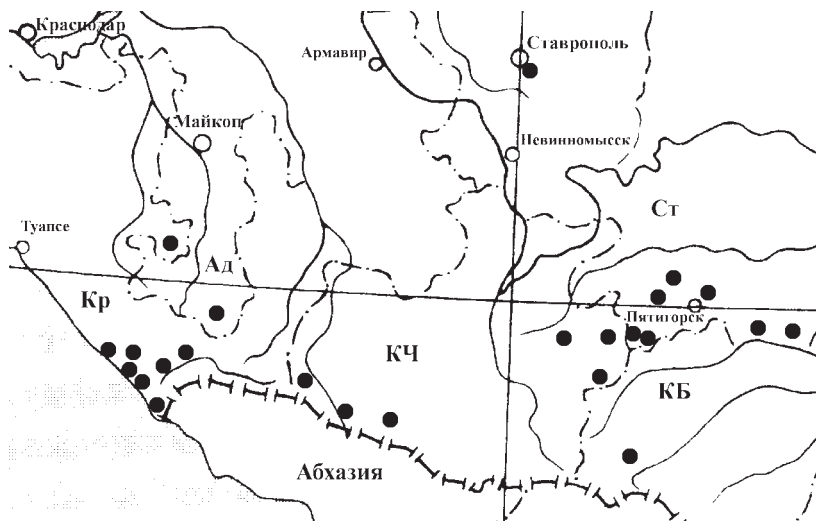 Краснодар
Ставрополь
Армавир
Майкоп
Невинномысск
Ст
Туапсе
Ад
Кр
Пятигорск
КЧ
КБ
Абхазия